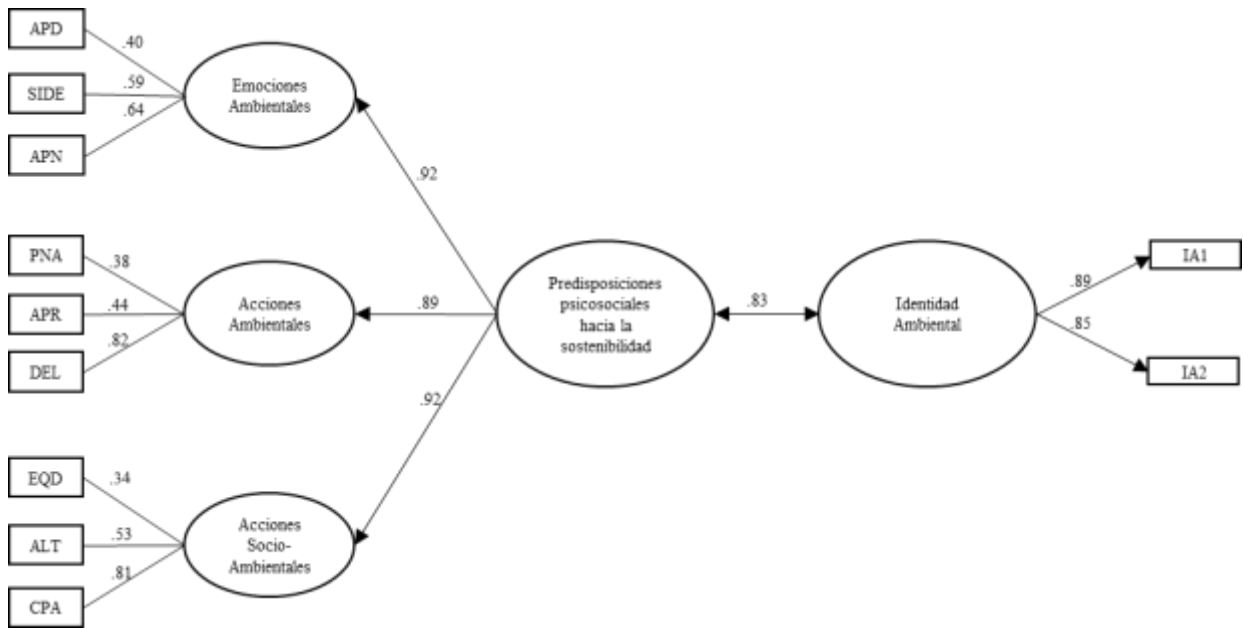 APD
.40
SIDE
.59
.64
APN
Emociones
Ambientales
.92
PNA
.38
APR
.44
.82
DEL
Acciones
Ambientales
.89
Predisposiciones
psicosociales
hacia la
sostenibilidad
.83
Identidad
Ambiental
.89
IA1
.85
IA2
.92
EQD
.34
ALT
.53
.81
CPA
Acciones
Socio-
Ambientales